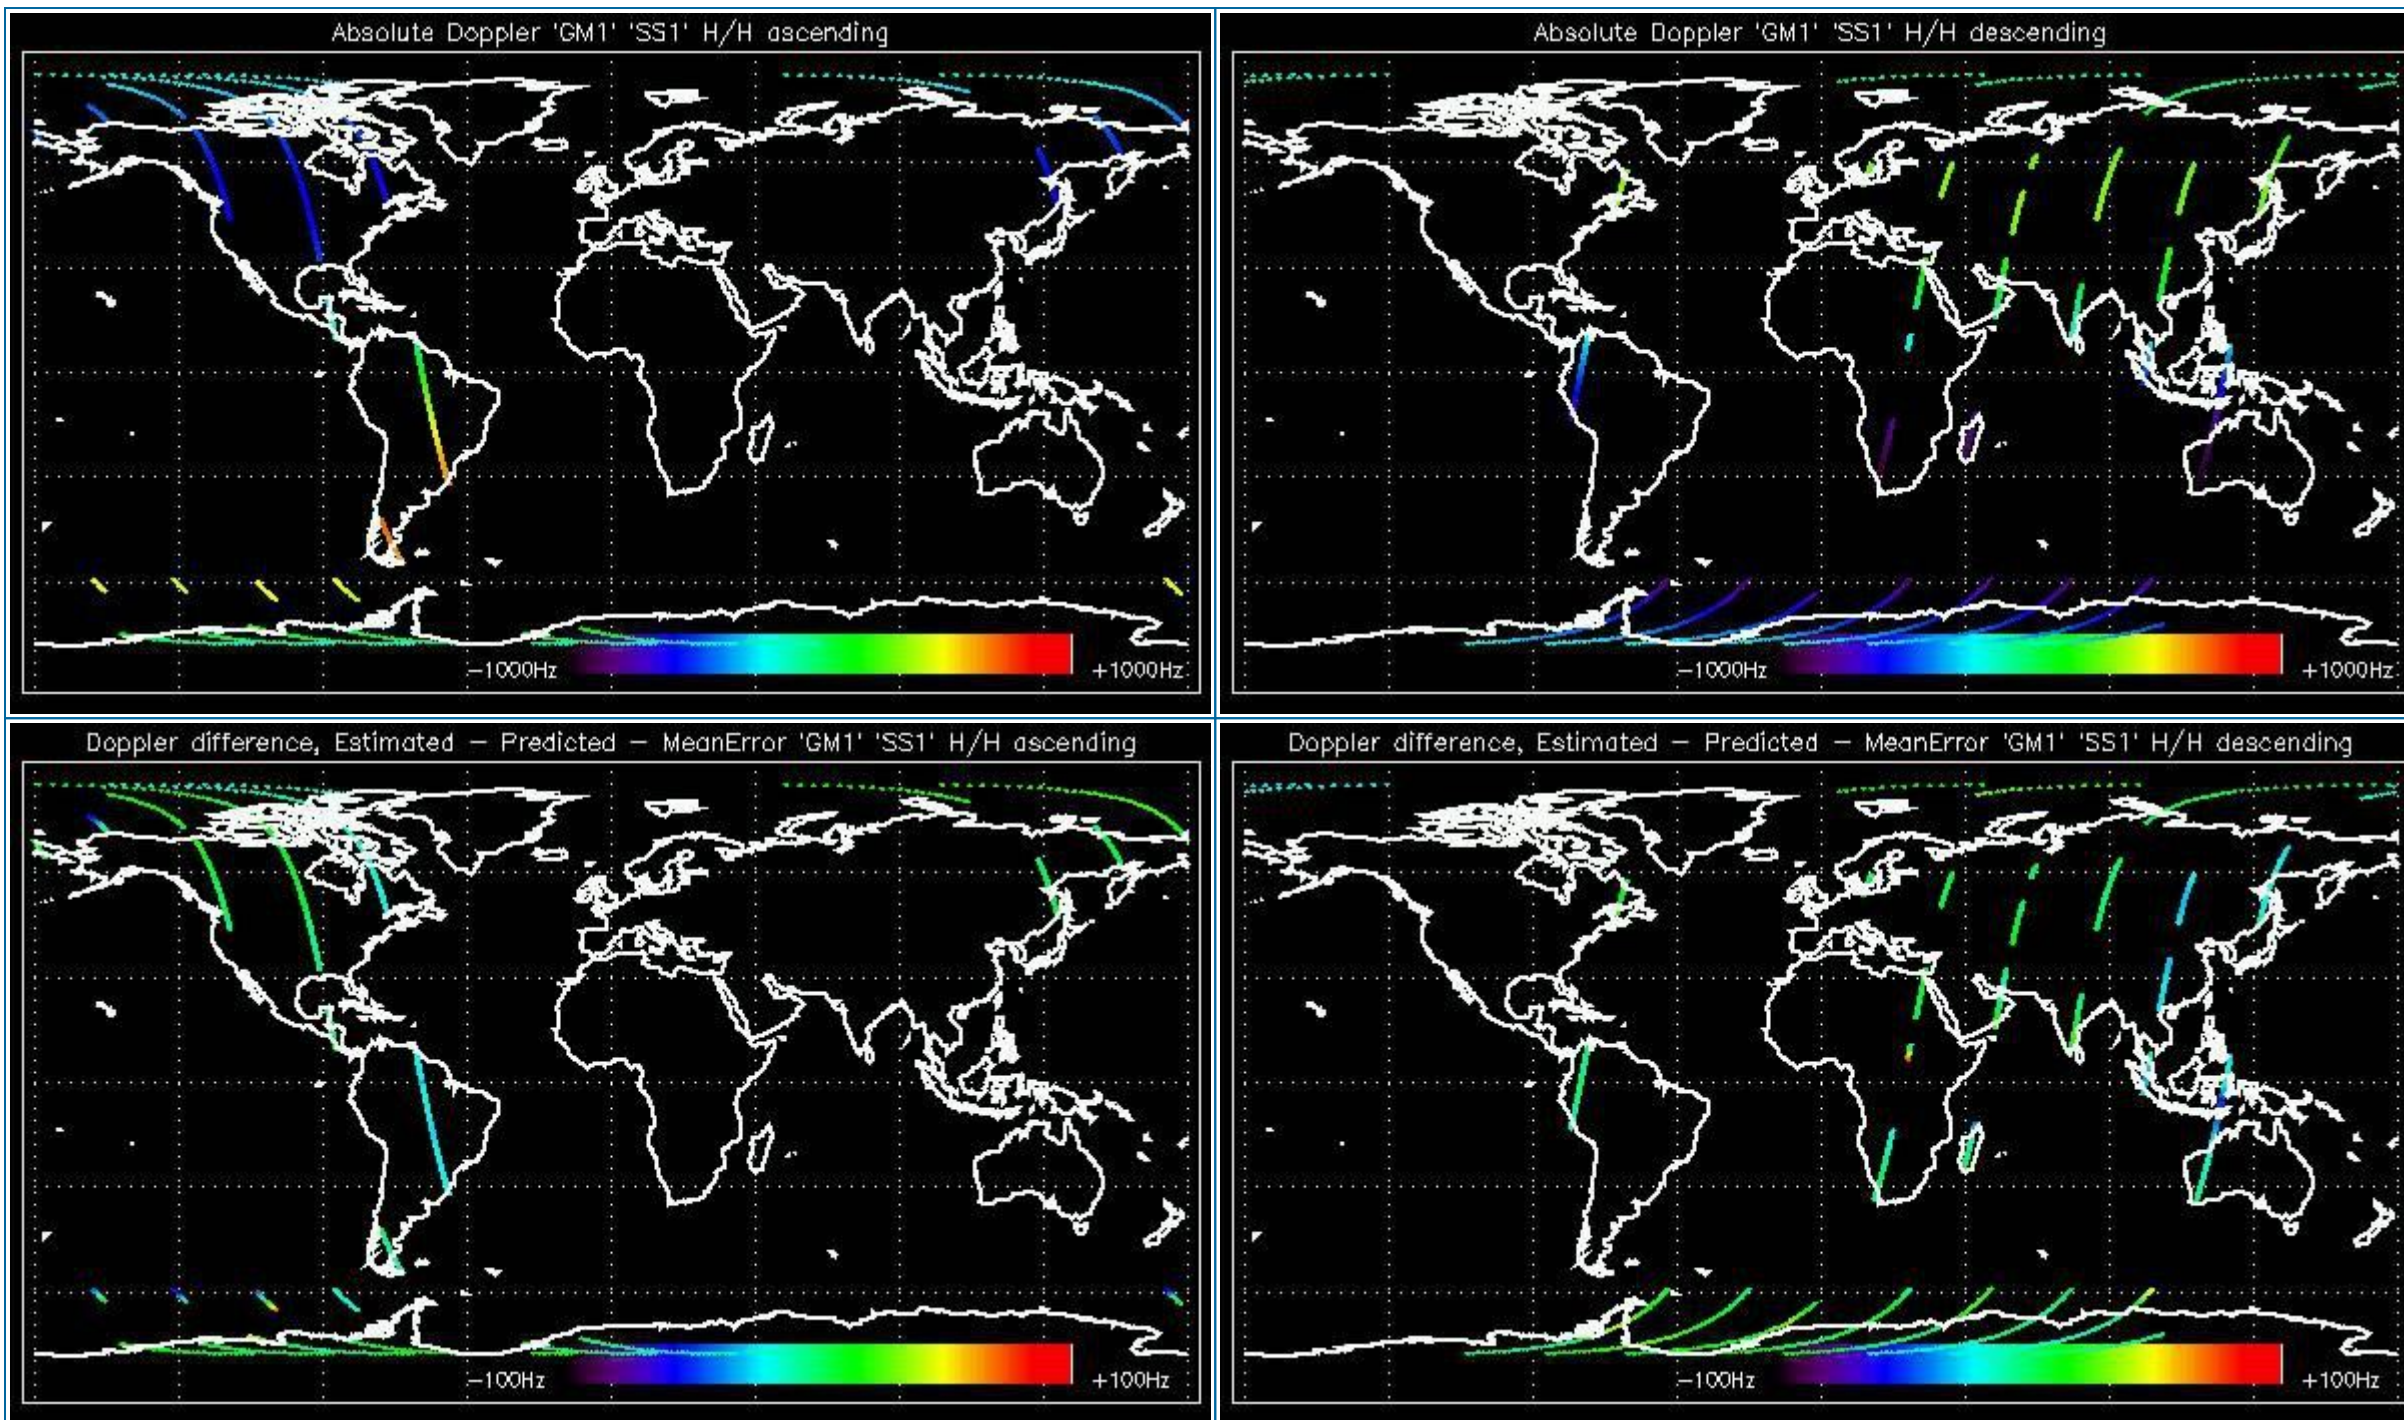 Absolute Doppler 'GM1' 'SS1' H/H ascending
-1000Hz
+1000Hz
Absolute Doppler 'GM1' 'SS1' H/H descending
-1000Hz
+1000Hz
Doppler difference, Estimated - Predicted - MeanError 'GM1' 'SS1' H/H ascending
-100Hz
+100Hz
Doppler difference, Estimated - Predicted - MeanError 'GM1' 'SS1' H/H descending
-100Hz
+100Hz